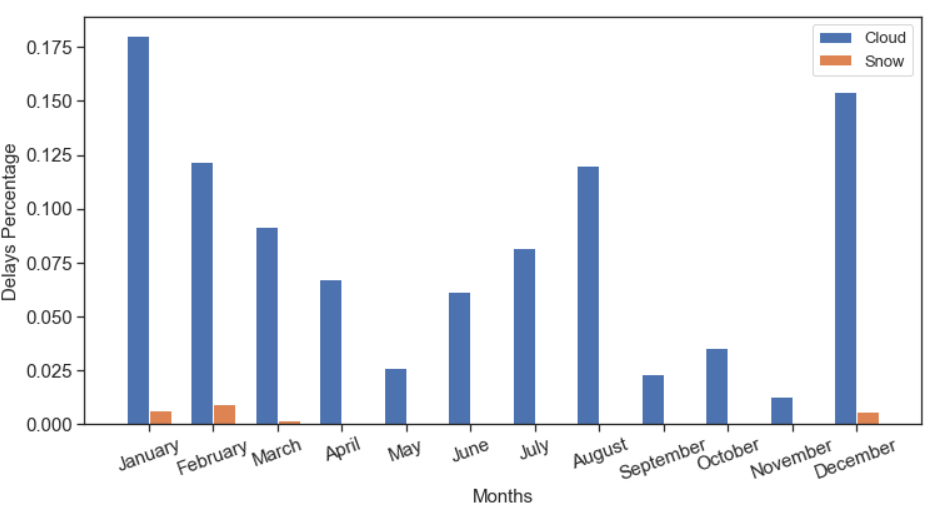 0.175
0.150
0.125
0.100
0.075
0.050
0.025
0.000
Delays Percentage
Cloud
Snow
January February March April May June July August September October November December
Months